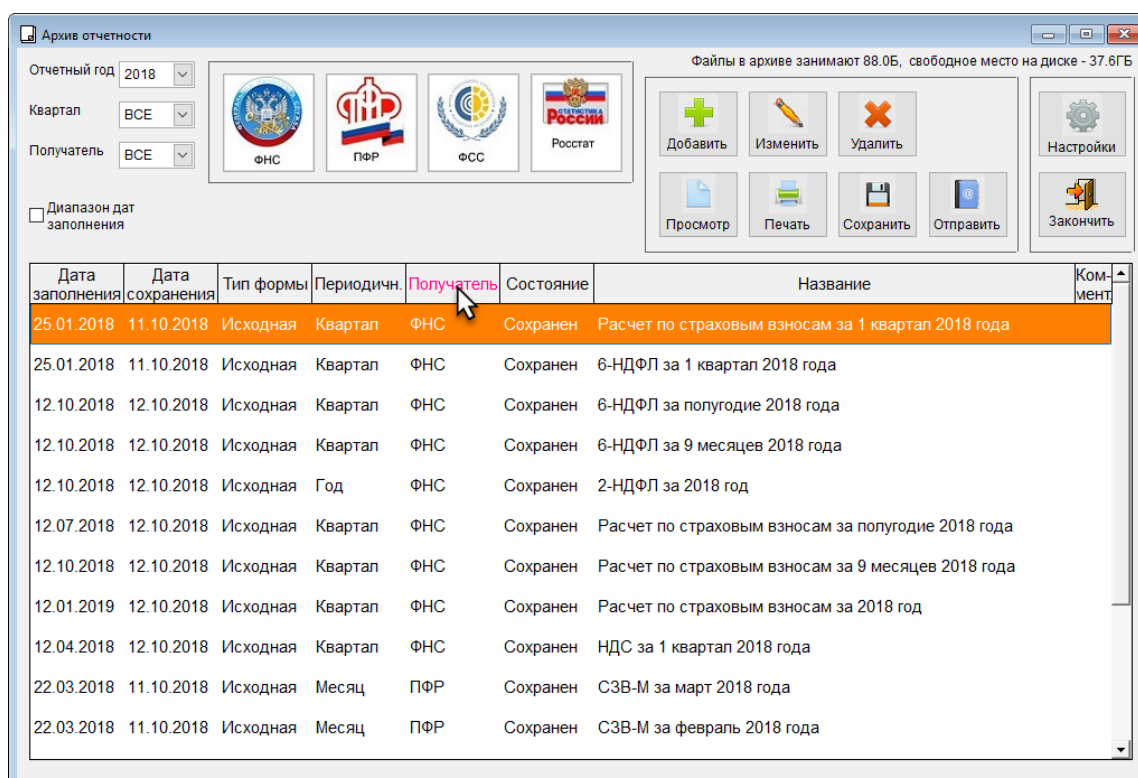 Архив отчетности
Файлы в архиве занимают 88.0Б, свободное место на диске - 37.6ГБ
Отчетный год 2018
Квартал ВСЕ
Получатель ВСЕ
Диапазон дат
заполнения
ФНС ПФР ФСС
СТАТИСТИКА
России
Росстат
Добавить Изменить Удалить Настройки
Просмотр Печать Сохранить Отправить Закончить
Дата заполнения Дата сохранения Тип формы Периодичн. Получатель Состояние Название Ком-мент
25.01.2018 11.10.2018 Исходная Квартал ФНС Сохранен Расчет по страховым взносам за 1 квартал 2018 года
25.01.2018 11.10.2018 Исходная Квартал ФНС Сохранен 6-НДФЛ за 1 квартал 2018 года
12.10.2018 12.10.2018 Исходная Квартал ФНС Сохранен 6-НДФЛ за полугодие 2018 года
12.10.2018 12.10.2018 Исходная Квартал ФНС Сохранен 6-НДФЛ за 9 месяцев 2018 года
12.10.2018 12.10.2018 Исходная Год ФНС Сохранен 2-НДФЛ за 2018 год
12.07.2018 12.10.2018 Исходная Квартал ФНС Сохранен Расчет по страховым взносам за полугодие 2018 года
12.10.2018 12.10.2018 Исходная Квартал ФНС Сохранен Расчет по страховым взносам за 9 месяцев 2018 года
12.01.2019 12.10.2018 Исходная Квартал ФНС Сохранен Расчет по страховым взносам за 2018 год
12.04.2018 12.10.2018 Исходная Квартал ФНС Сохранен НДС за 1 квартал 2018 года
22.03.2018 11.10.2018 Исходная Месяц ПФР Сохранен СЗВ-М за март 2018 года
22.03.2018 11.10.2018 Исходная Месяц ПФР Сохранен СЗВ-М за февраль 2018 года